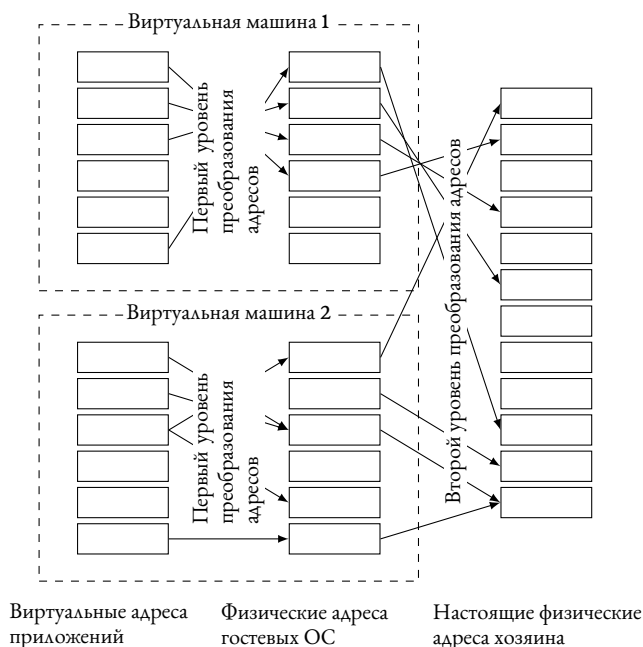 Виртуальная машина 1
Первый уровень
преобразования
адресов
Второй уровень преобразования адресов
Виртуальная машина 2
Первый уровень
преобразования
адресов
Виртуальные адреса
приложений
Физические адреса
гостевых ОС
Настоящие физические
адреса хозяина